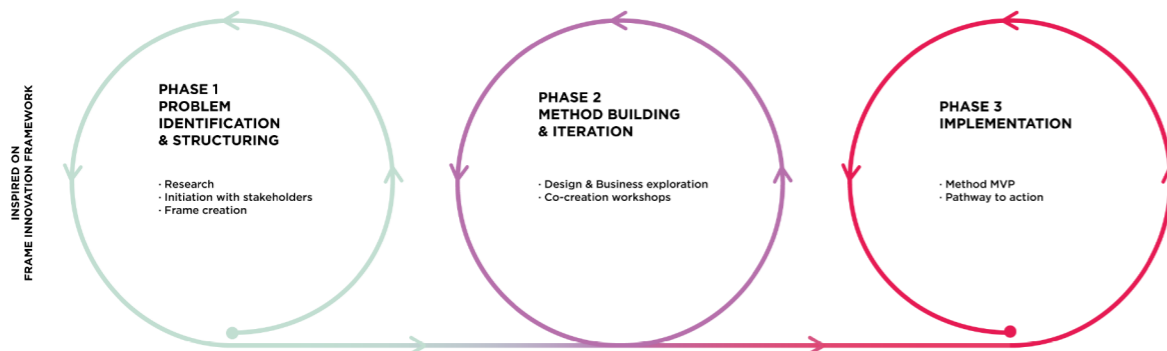 INSPIRED ON
FRAME INNOVATION FRAMEWORK
PHASE 1
PROBLEM
IDENTIFICATION
& STRUCTURING
· Research
· Initiation with stakeholders
· Frame creation
PHASE 2
METHOD BUILDING
& ITERATION
· Design & Business exploration
· Co-creation workshops
PHASE 3
IMPLEMENTATION
· Method MVP
· Pathway to action